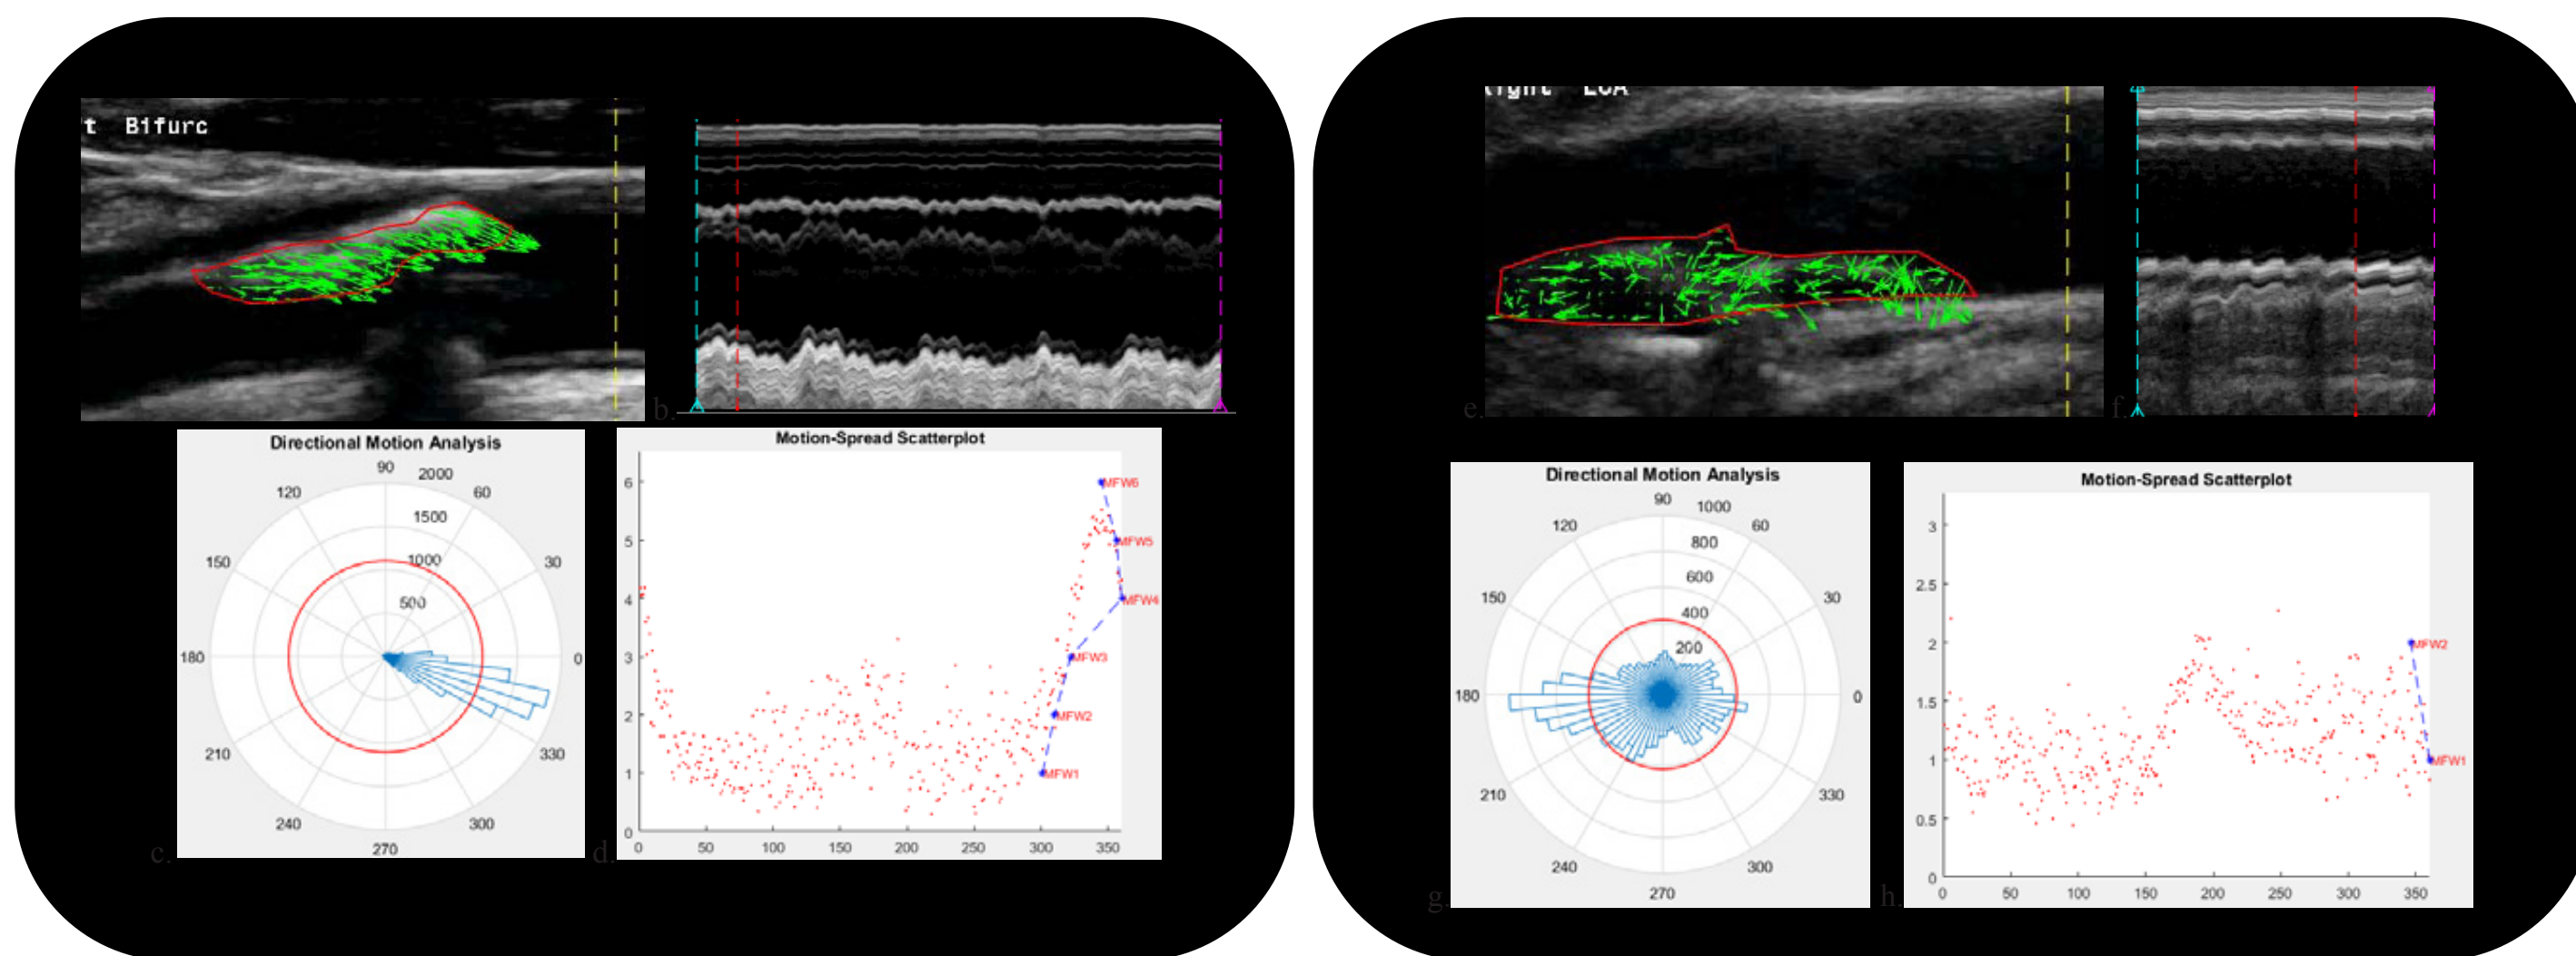 t Bifurc
b.
Directional Motion Analysis
90
2000
120
60
1500
150
1000
30
500
180
0
210
330
240
300
270
c.
Motion-Spread Scatterplot
6
MFW6
5
MFW5
4
MFW4
3
MFW3
2
MFW2
1
MFW1
0
0 50 100 150 200 250 300 350
d.
e.
f.
Directional Motion Analysis
90
1000
120
60
800
600
150
30
400
200
180
0
210
330
240
300
270
g.
Motion-Spread Scatterplot
3
2.5
2
MFW2
1.5
1
MFW1
0.5
0
0 50 100 150 200 250 300 350
h.